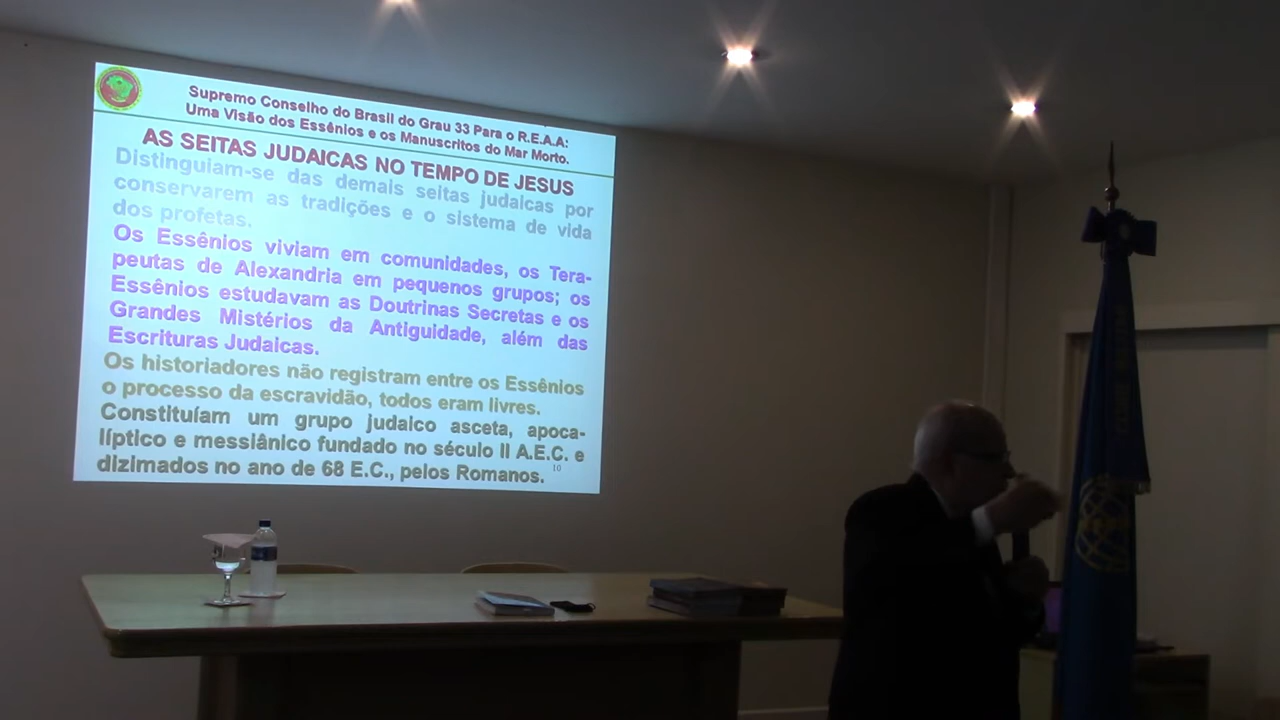 Supremo Conselho do Brasil do Grau 33 Para o R.E.A.A:
Uma Visão dos Essênios e os Manuscritos do Mar Morto.
AS SEITAS JUDAICAS NO TEMPO DE JESUS
Distinguiam-se das demais seitas judaicas por
conservarem as tradições e o sistema de vida
dos profetas.
Os Essênios viviam em comunidades, os Tera-
peutas de Alexandria em pequenos grupos; os
Essênios estudavam as Doutrinas Secretas e os
Grandes Mistérios da Antiguidade, além das
Escrituras Judaicas.
Os historiadores não registram entre os Essênios
o processo da escravidão, todos eram livres.
Constituíam um grupo judaico asceta, apoca-
líptico e messiânico fundado no século II A.E.C. e
dizimados no ano de 68 E.C., pelos Romanos.
10